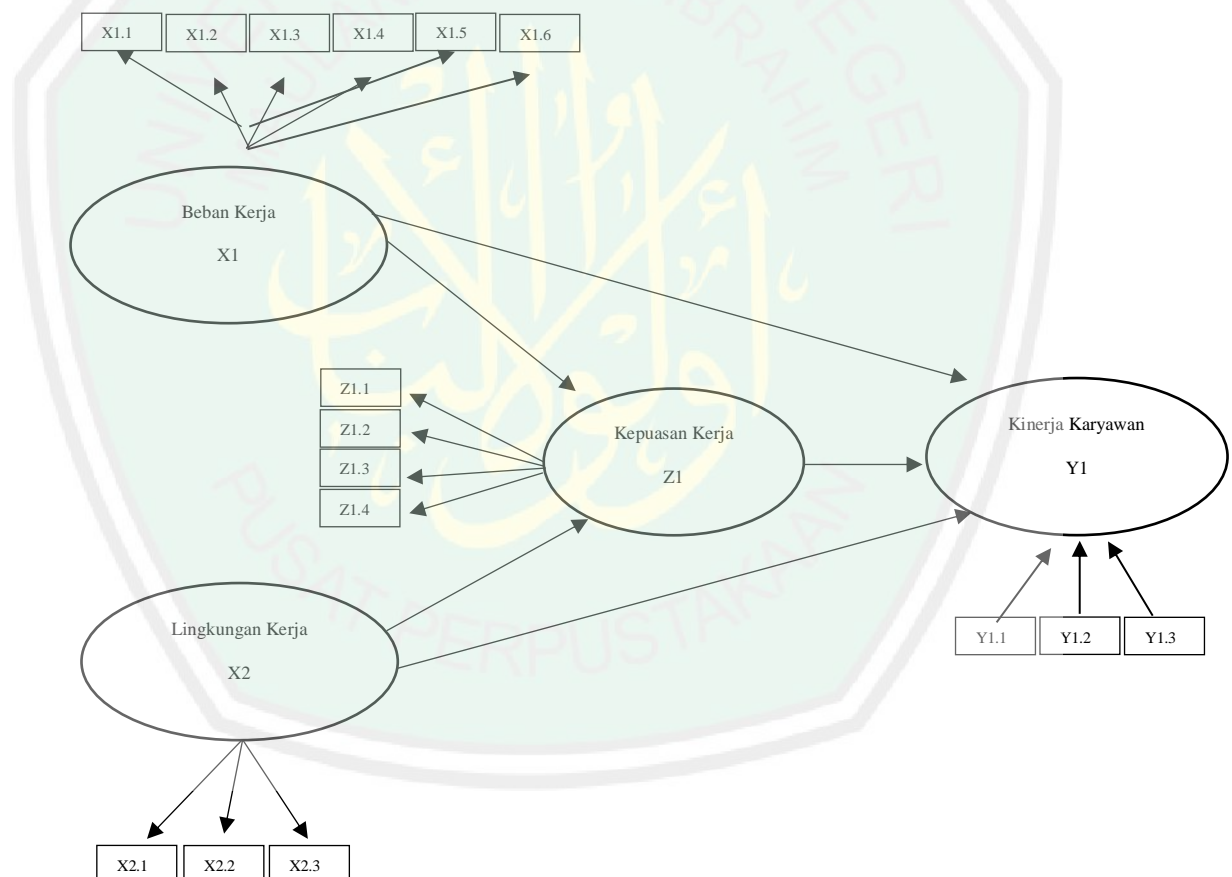 X1.1 X1.2 X1.3 X1.4 X1.5 X1.6
Beban Kerja
X1
Z1.1
Z1.2
Z1.3
Z1.4
Kepuasan Kerja
Z1
Kinerja Karyawan
Y1
Lingkungan Kerja
X2
Y1.1 Y1.2 Y1.3
X2.1 X2.2 X2.3
PUSAT PERPUSTAKAAN